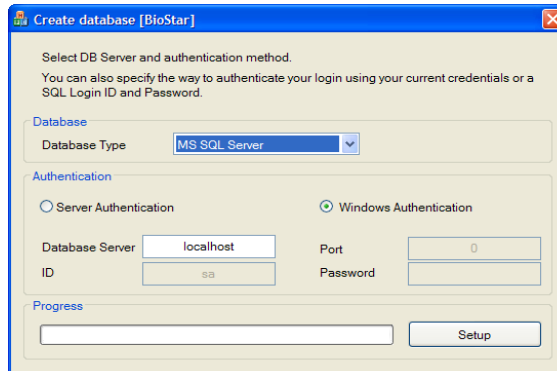 Create database [BioStar]
Select DB Server and authentication method.
You can also specify the way to authenticate your login using your current credentials or a
SQL Login ID and Password.
Database
Database Type MS SQL Server
Authentication
Server Authentication Windows Authentication
Database Server localhost Port 0
ID sa Password
Progress
Setup